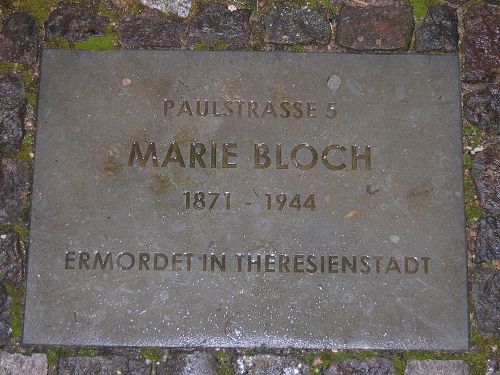 PAULSTRASSE 5
MARIE BLOCH
1871 - 1944
ERMORDET IN THERESIENSTADT